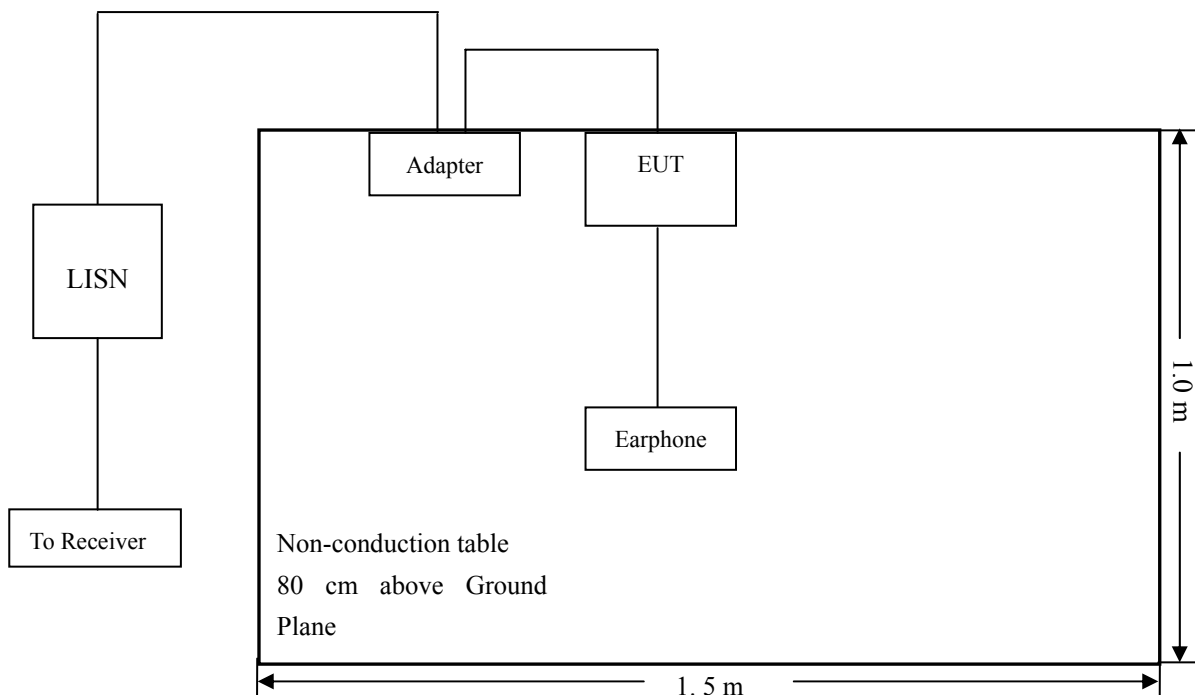 Adapter
EUT
LISN
Earphone
To Receiver
Non-conduction table
80 cm above Ground
Plane
1.0 m
1. 5 m